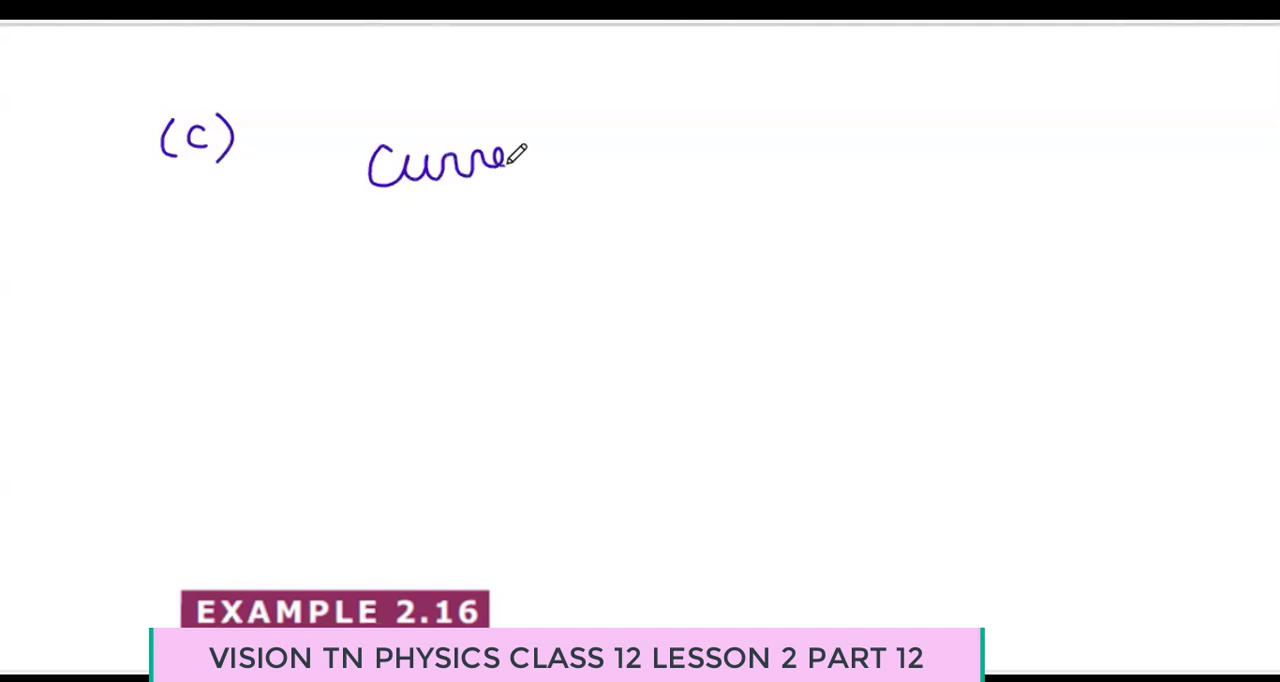 (C)
Curre
EXAMPLE 2.16
VISION TN PHYSICS CLASS 12 LESSON 2 PART 12